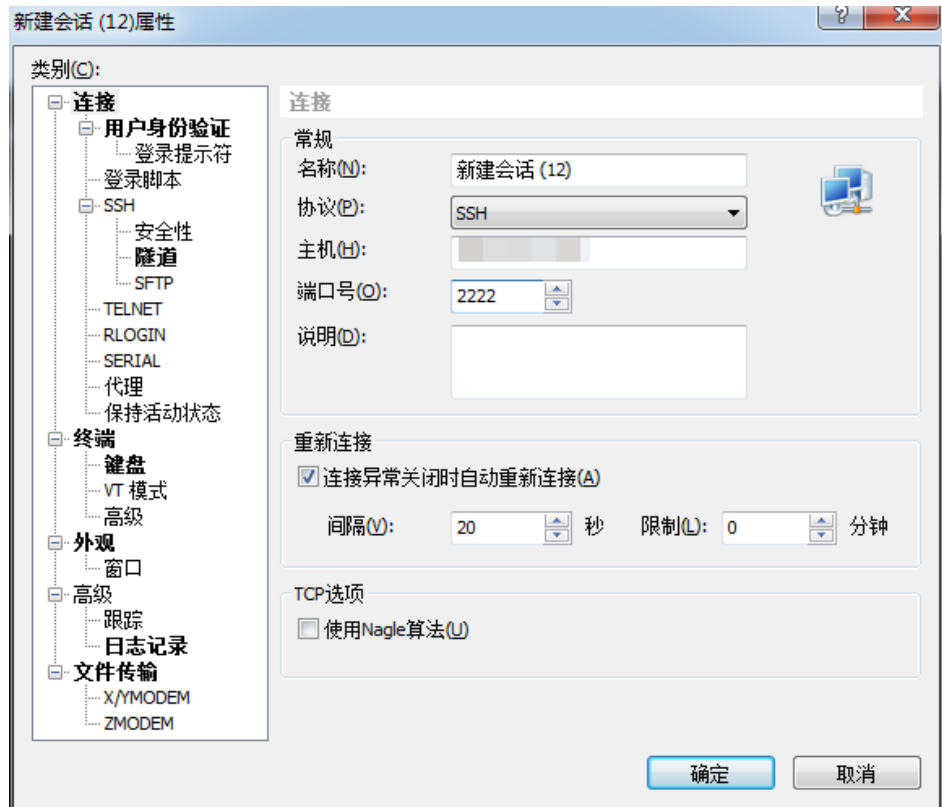 新建会话 (12)属性
类别(C):
连接
用户身份验证
登录提示符
登录脚本
SSH
安全性
隧道
SFTP
TELNET
RLOGIN
SERIAL
代理
保持活动状态
终端
键盘
VT 模式
高级
外观
窗口
高级
跟踪
日志记录
文件传输
X/YMODEM
ZMODEM
连接
常规
名称(N): 新建会话 (12)
协议(P): SSH
主机(H):
端口号(O): 2222
说明(D):
重新连接
连接异常关闭时自动重新连接(A)
间隔(V): 20 秒 限制(L): 0 分钟
TCP选项
使用Nagle算法(U)
确定 取消